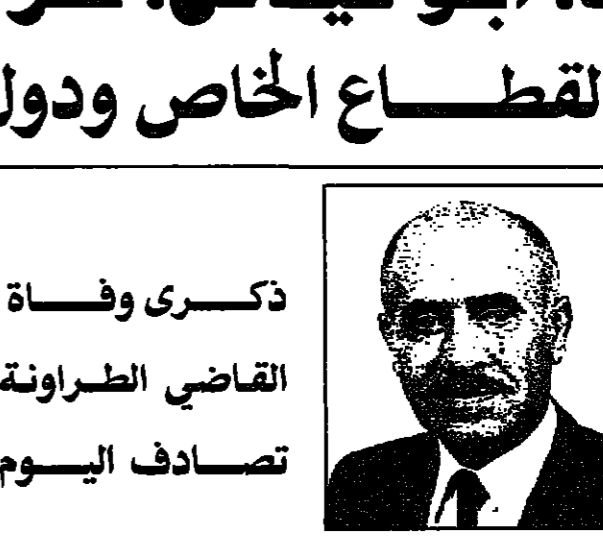 لقطاع الخاص ودول
ذكرى وفاة
القاضي الطراونة
تصادف اليوم